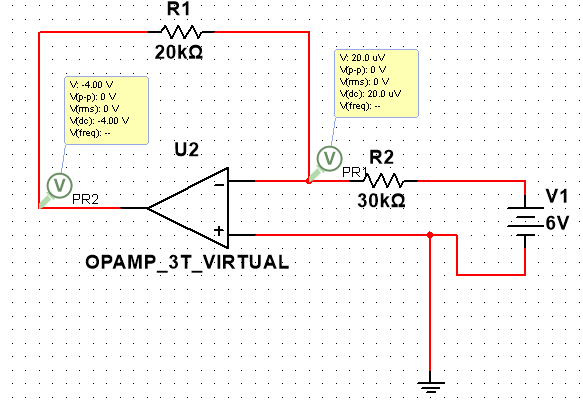 R1
20kΩ
V: -4.00 V
V(p-p): 0 V
V(rms): 0 V
V(dc): -4.00 V
V(freq): --
V: 20.0 uV
V(p-p): 0 V
V(rms): 0 V
V(dc): 20.0 uV
V(freq): --
U2
V
PR1
R2
30kΩ
V
PR2
V1
6V
−
+
OPAMP_3T_VIRTUAL